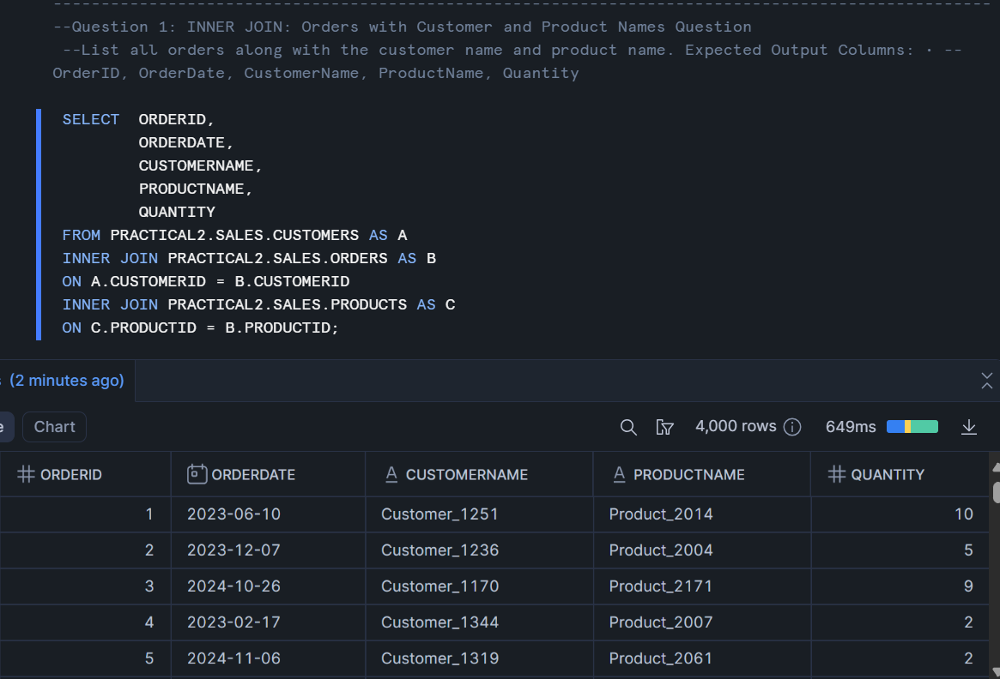 --Question 1: INNER JOIN: Orders with Customer and Product Names Question
--List all orders along with the customer name and product name. Expected Output Columns: · --
OrderID, OrderDate, CustomerName, ProductName, Quantity
SELECT ORDERID,
ORDERDATE,
CUSTOMERNAME,
PRODUCTNAME,
QUANTITY
FROM PRACTICAL2.SALES.CUSTOMERS AS A
INNER JOIN PRACTICAL2.SALES.ORDERS AS B
ON A.CUSTOMERID = B.CUSTOMERID
INNER JOIN PRACTICAL2.SALES.PRODUCTS AS C
ON C.PRODUCTID = B.PRODUCTID;
(2 minutes ago)
Chart 4,000 rows 649ms
ORDERID ORDERDATE CUSTOMERNAME PRODUCTNAME QUANTITY
1 2023-06-10 Customer_1251 Product_2014 10
2 2023-12-07 Customer_1236 Product_2004 5
3 2024-10-26 Customer_1170 Product_2171 9
4 2023-02-17 Customer_1344 Product_2007 2
5 2024-11-06 Customer_1319 Product_2061 2